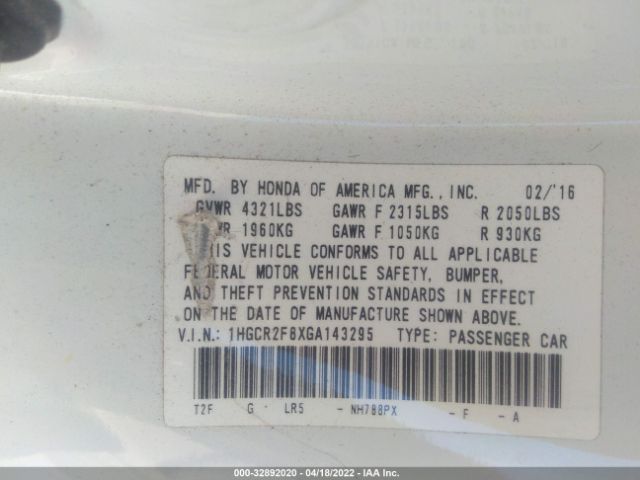 MFD. BY HONDA OF AMERICA MFG., INC. 02/'16
GVWR 4321LBS GAWR F 2315LBS R 2050LBS
WR 1960KG GAWR F 1050KG R 930KG
THIS VEHICLE CONFORMS TO ALL APPLICABLE
FEDERAL MOTOR VEHICLE SAFETY, BUMPER,
AND THEFT PREVENTION STANDARDS IN EFFECT
ON THE DATE OF MANUFACTURE SHOWN ABOVE.
V.I.N.: 1HGCR2F8XGA143295 TYPE: PASSENGER CAR
T2F G LR5 - NH788PX - F - A
000-32892020 - 04/18/2022 - IAA Inc.